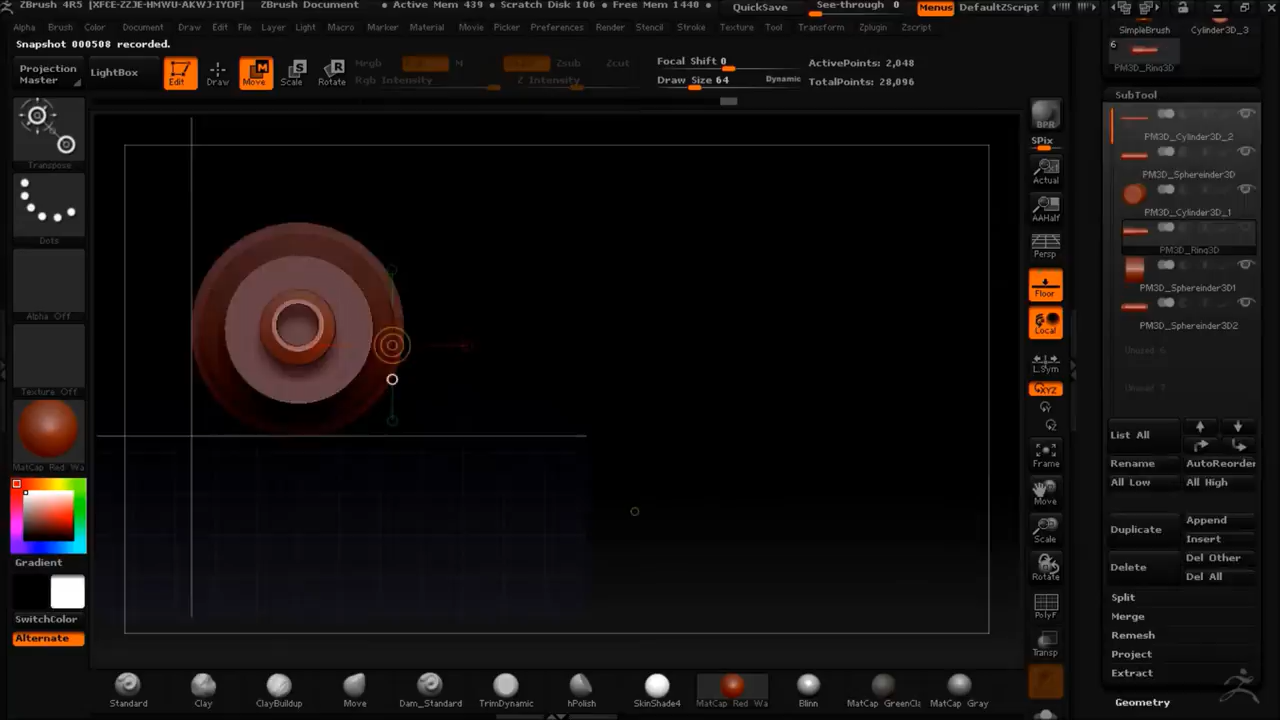 ZBrush 4R5 [XFCE-ZZJE-HMWU-AKWJ-IYOF] ZBrush Document • Active Mem 439 • Scratch Disk 106 • Free Mem 1440 • QuickSave See-through 0 Menus DefaultZScript
Alpha Brush Color Document Draw Edit File Layer Light Macro Marker Material Movie Picker Preferences Render Stencil Stroke Texture Tool Transform Zplugin Zscript
Snapshot 000508 recorded.
Projection Master
LightBox
Edit
Draw
Move
Scale
Rotate
Mrgb M
Rgb Intensity
Zsub Zcut
Z Intensity
Focal Shift 0
Draw Size 64 Dynamic
ActivePoints: 2,048
TotalPoints: 28,096
Transpose
Dots
Alpha Off
Texture Off
MatCap Red Wa
Gradient
SwitchColor
Alternate
BPR
SPix
Actual
AAHalf
Persp
Floor
Local
L.Sym
XYZ
Frame
Move
Scale
Rotate
PolyF
Transp
SimpleBrush Cylinder3D_3
6
PM3D_Ring3D
SubTool
PM3D_Cylinder3D_2
PM3D_Sphereinder3D
PM3D_Cylinder3D_1
PM3D_Ring3D
PM3D_Sphereinder3D1
PM3D_Sphereinder3D2
Unused 6
Unused 7
List All
Rename AutoReorder
All Low All High
Duplicate Append
Insert
Delete Del Other
Del All
Split
Merge
Remesh
Project
Extract
Geometry
Standard Clay ClayBuildup Move Dam_Standard TrimDynamic hPolish SkinShade4 MatCap Red Wa Blinn MatCap GreenCla MatCap Gray